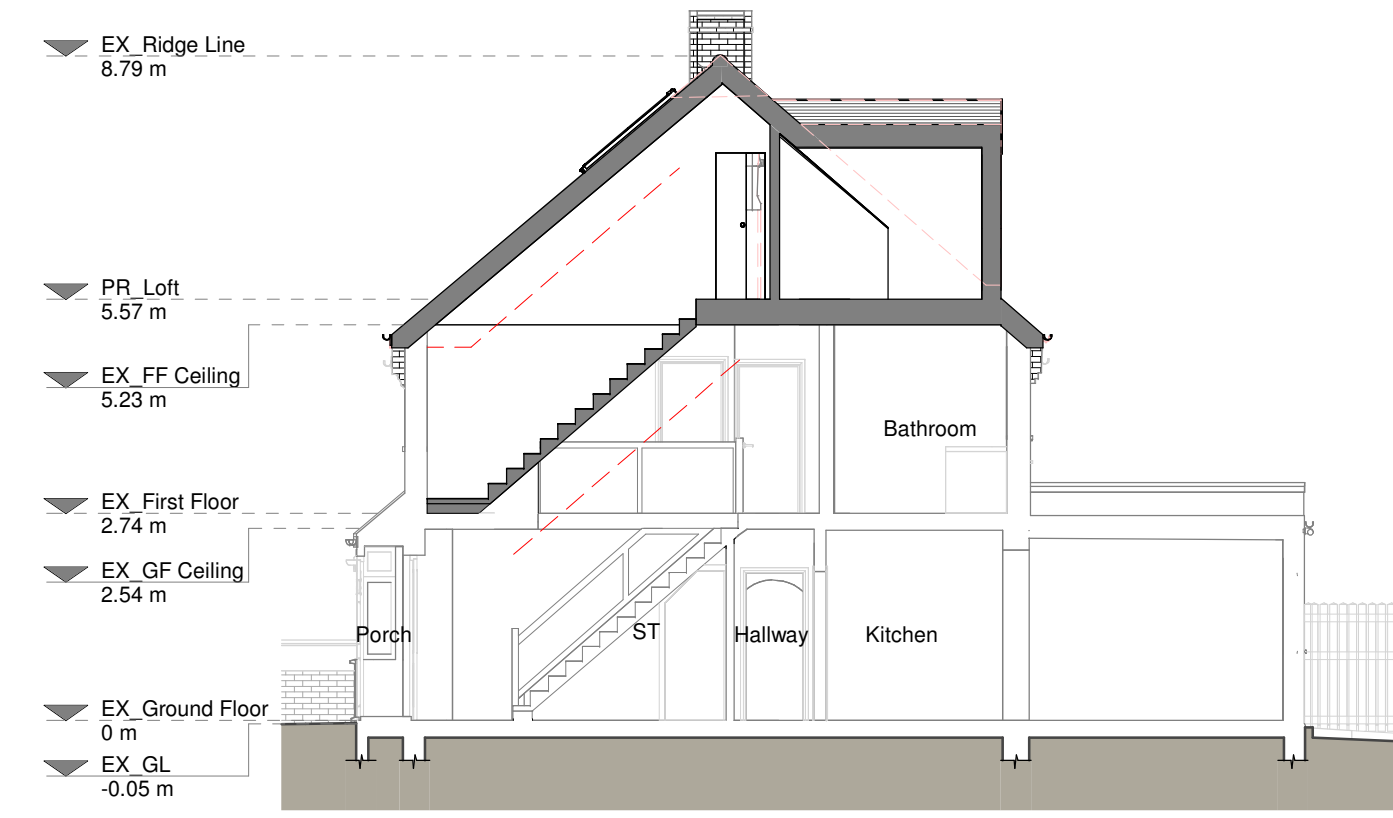 EX_Ridge Line
8.79 m
PR_Loft
5.57 m
EX_FF Ceiling
5.23 m
Bathroom
EX_First Floor
2.74 m
EX_GF Ceiling
2.54 m
Porch
ST
Hallway
Kitchen
EX_Ground Floor
0 m
EX_GL
-0.05 m